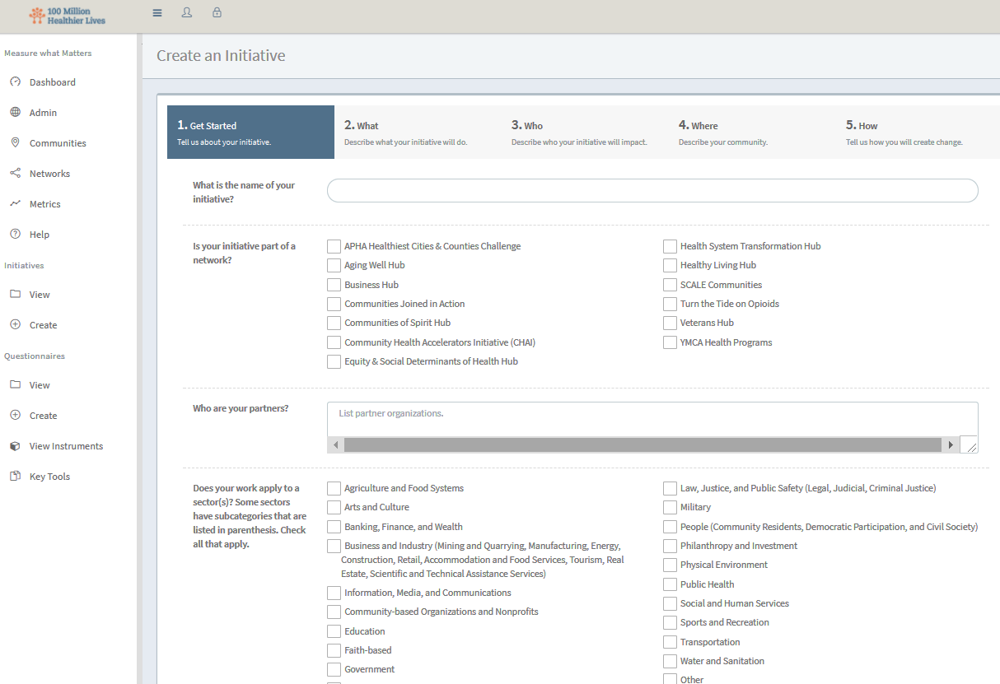 100 Million
Healthier Lives
Measure what Matters
Dashboard
Admin
Communities
Networks
Metrics
Help
Initiatives
View
Create
Questionnaires
View
Create
View Instruments
Key Tools
Create an Initiative
1. Get Started
Tell us about your initiative.
2. What
Describe what your initiative will do.
3. Who
Describe who your initiative will impact.
4. Where
Describe your community.
5. How
Tell us how you will create change.
What is the name of your
initiative?
Is your initiative part of a
network?
APHA Healthiest Cities & Counties Challenge
Aging Well Hub
Business Hub
Communities Joined in Action
Communities of Spirit Hub
Community Health Accelerators Initiative (CHAI)
Equity & Social Determinants of Health Hub
Health System Transformation Hub
Healthy Living Hub
SCALE Communities
Turn the Tide on Opioids
Veterans Hub
YMCA Health Programs
Who are your partners?
List partner organizations.
Does your work apply to a
sector(s)? Some sectors
have subcategories that are
listed in parenthesis. Check
all that apply.
Agriculture and Food Systems
Arts and Culture
Banking, Finance, and Wealth
Business and Industry (Mining and Quarrying, Manufacturing, Energy,
Construction, Retail, Accommodation and Food Services, Tourism, Real
Estate, Scientific and Technical Assistance Services)
Information, Media, and Communications
Community-based Organizations and Nonprofits
Education
Faith-based
Government
Law, Justice, and Public Safety (Legal, Judicial, Criminal Justice)
Military
People (Community Residents, Democratic Participation, and Civil Society)
Philanthropy and Investment
Physical Environment
Public Health
Social and Human Services
Sports and Recreation
Transportation
Water and Sanitation
Other